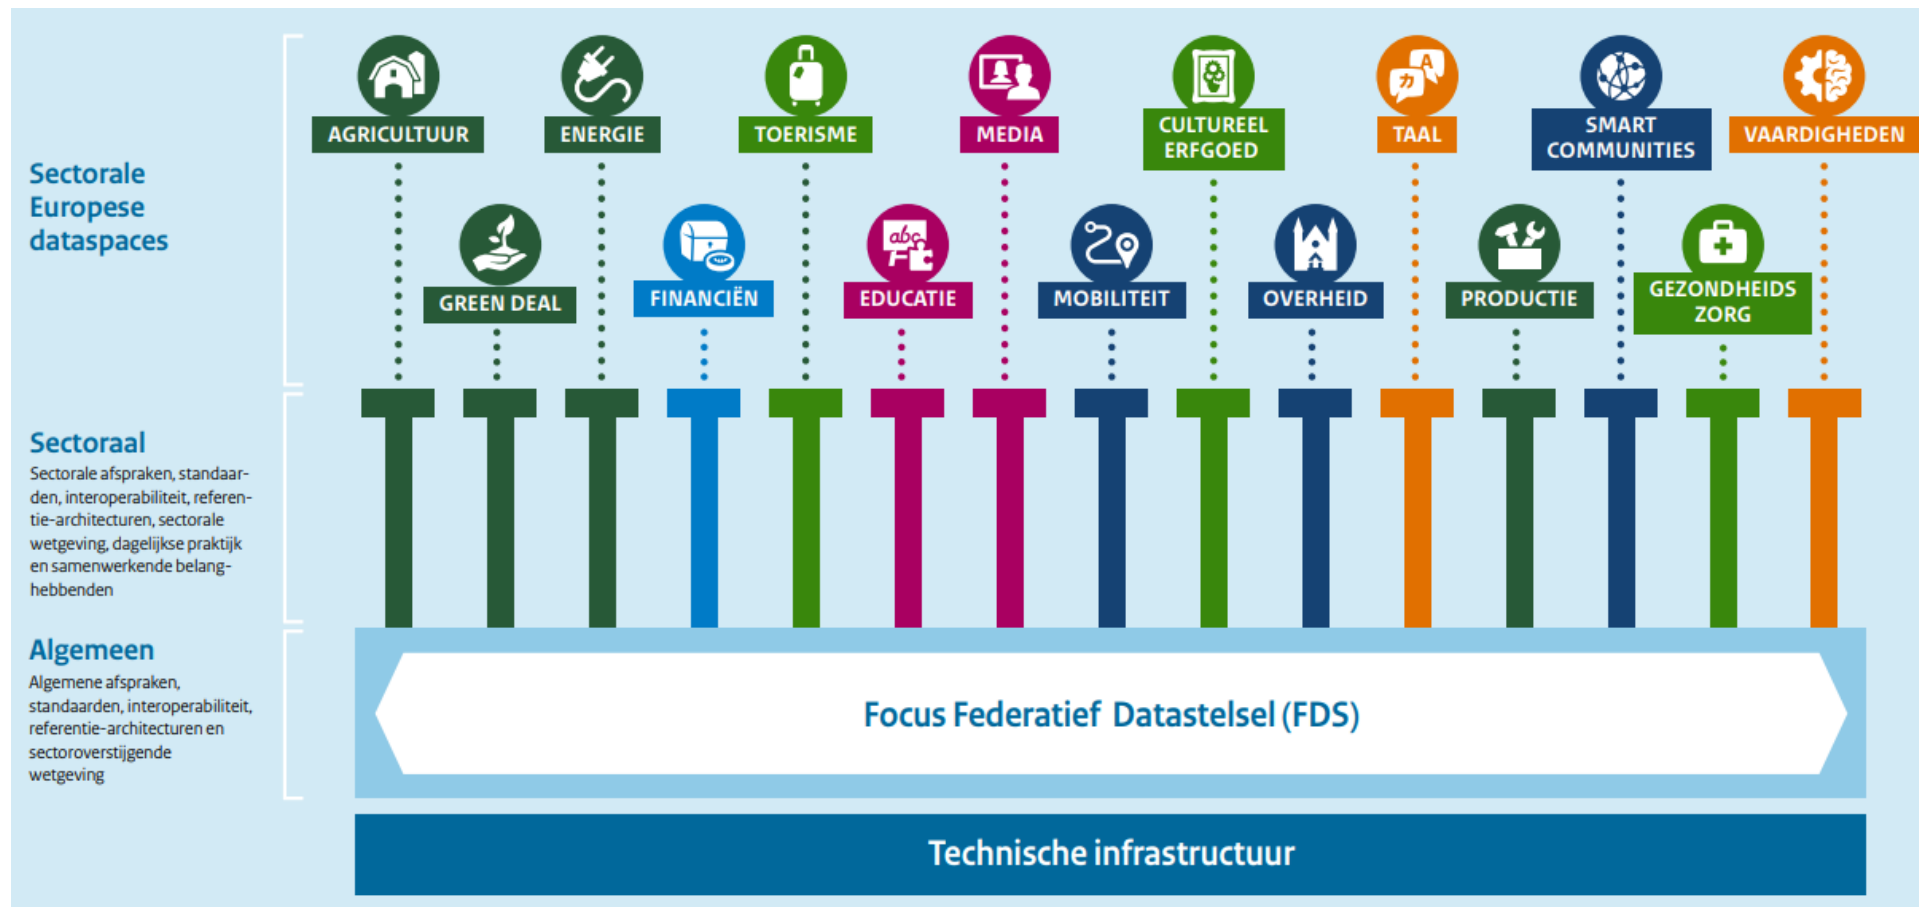 AGRICULTUUR
ENERGIE
TOERISME
MEDIA
CULTUREEL
ERFGOED
TAAL
SMART
COMMUNITIES
VAARDIGHEDEN
Sectorale
Europese
dataspaces
GREEN DEAL
FINANCIËN
abc
EDUCATIE
MOBILITEIT
OVERHEID
PRODUCTIE
GEZONDHEIDS
ZORG
A
カ
Sectoraal
Sectorale afspraken, standaar-
den, interoperabiliteit, referen-
tie-architecturen, sectorale
wetgeving, dagelijkse praktijk
en samenwerkende belang-
hebbenden
Algemeen
Algemene afspraken,
standaarden, interoperabiliteit,
referentie-architecturen en
sectoroverstijgende
wetgeving
Focus Federatief Datastelsel (FDS)
Technische infrastructuur